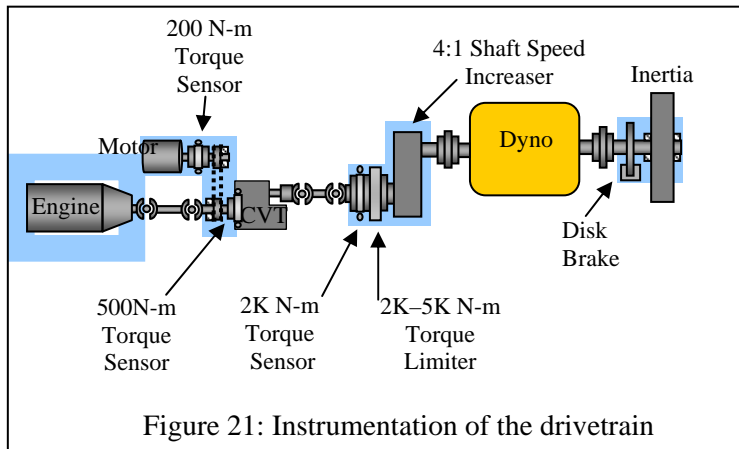 200 N-m
Torque
Sensor
4:1 Shaft Speed
Increaser
Inertia
Motor
Dyno
Engine
CVT
Disk
Brake
500N-m
Torque
Sensor
2K N-m
Torque
Sensor
2K–5K N-m
Torque
Limiter
Figure 21: Instrumentation of the drivetrain